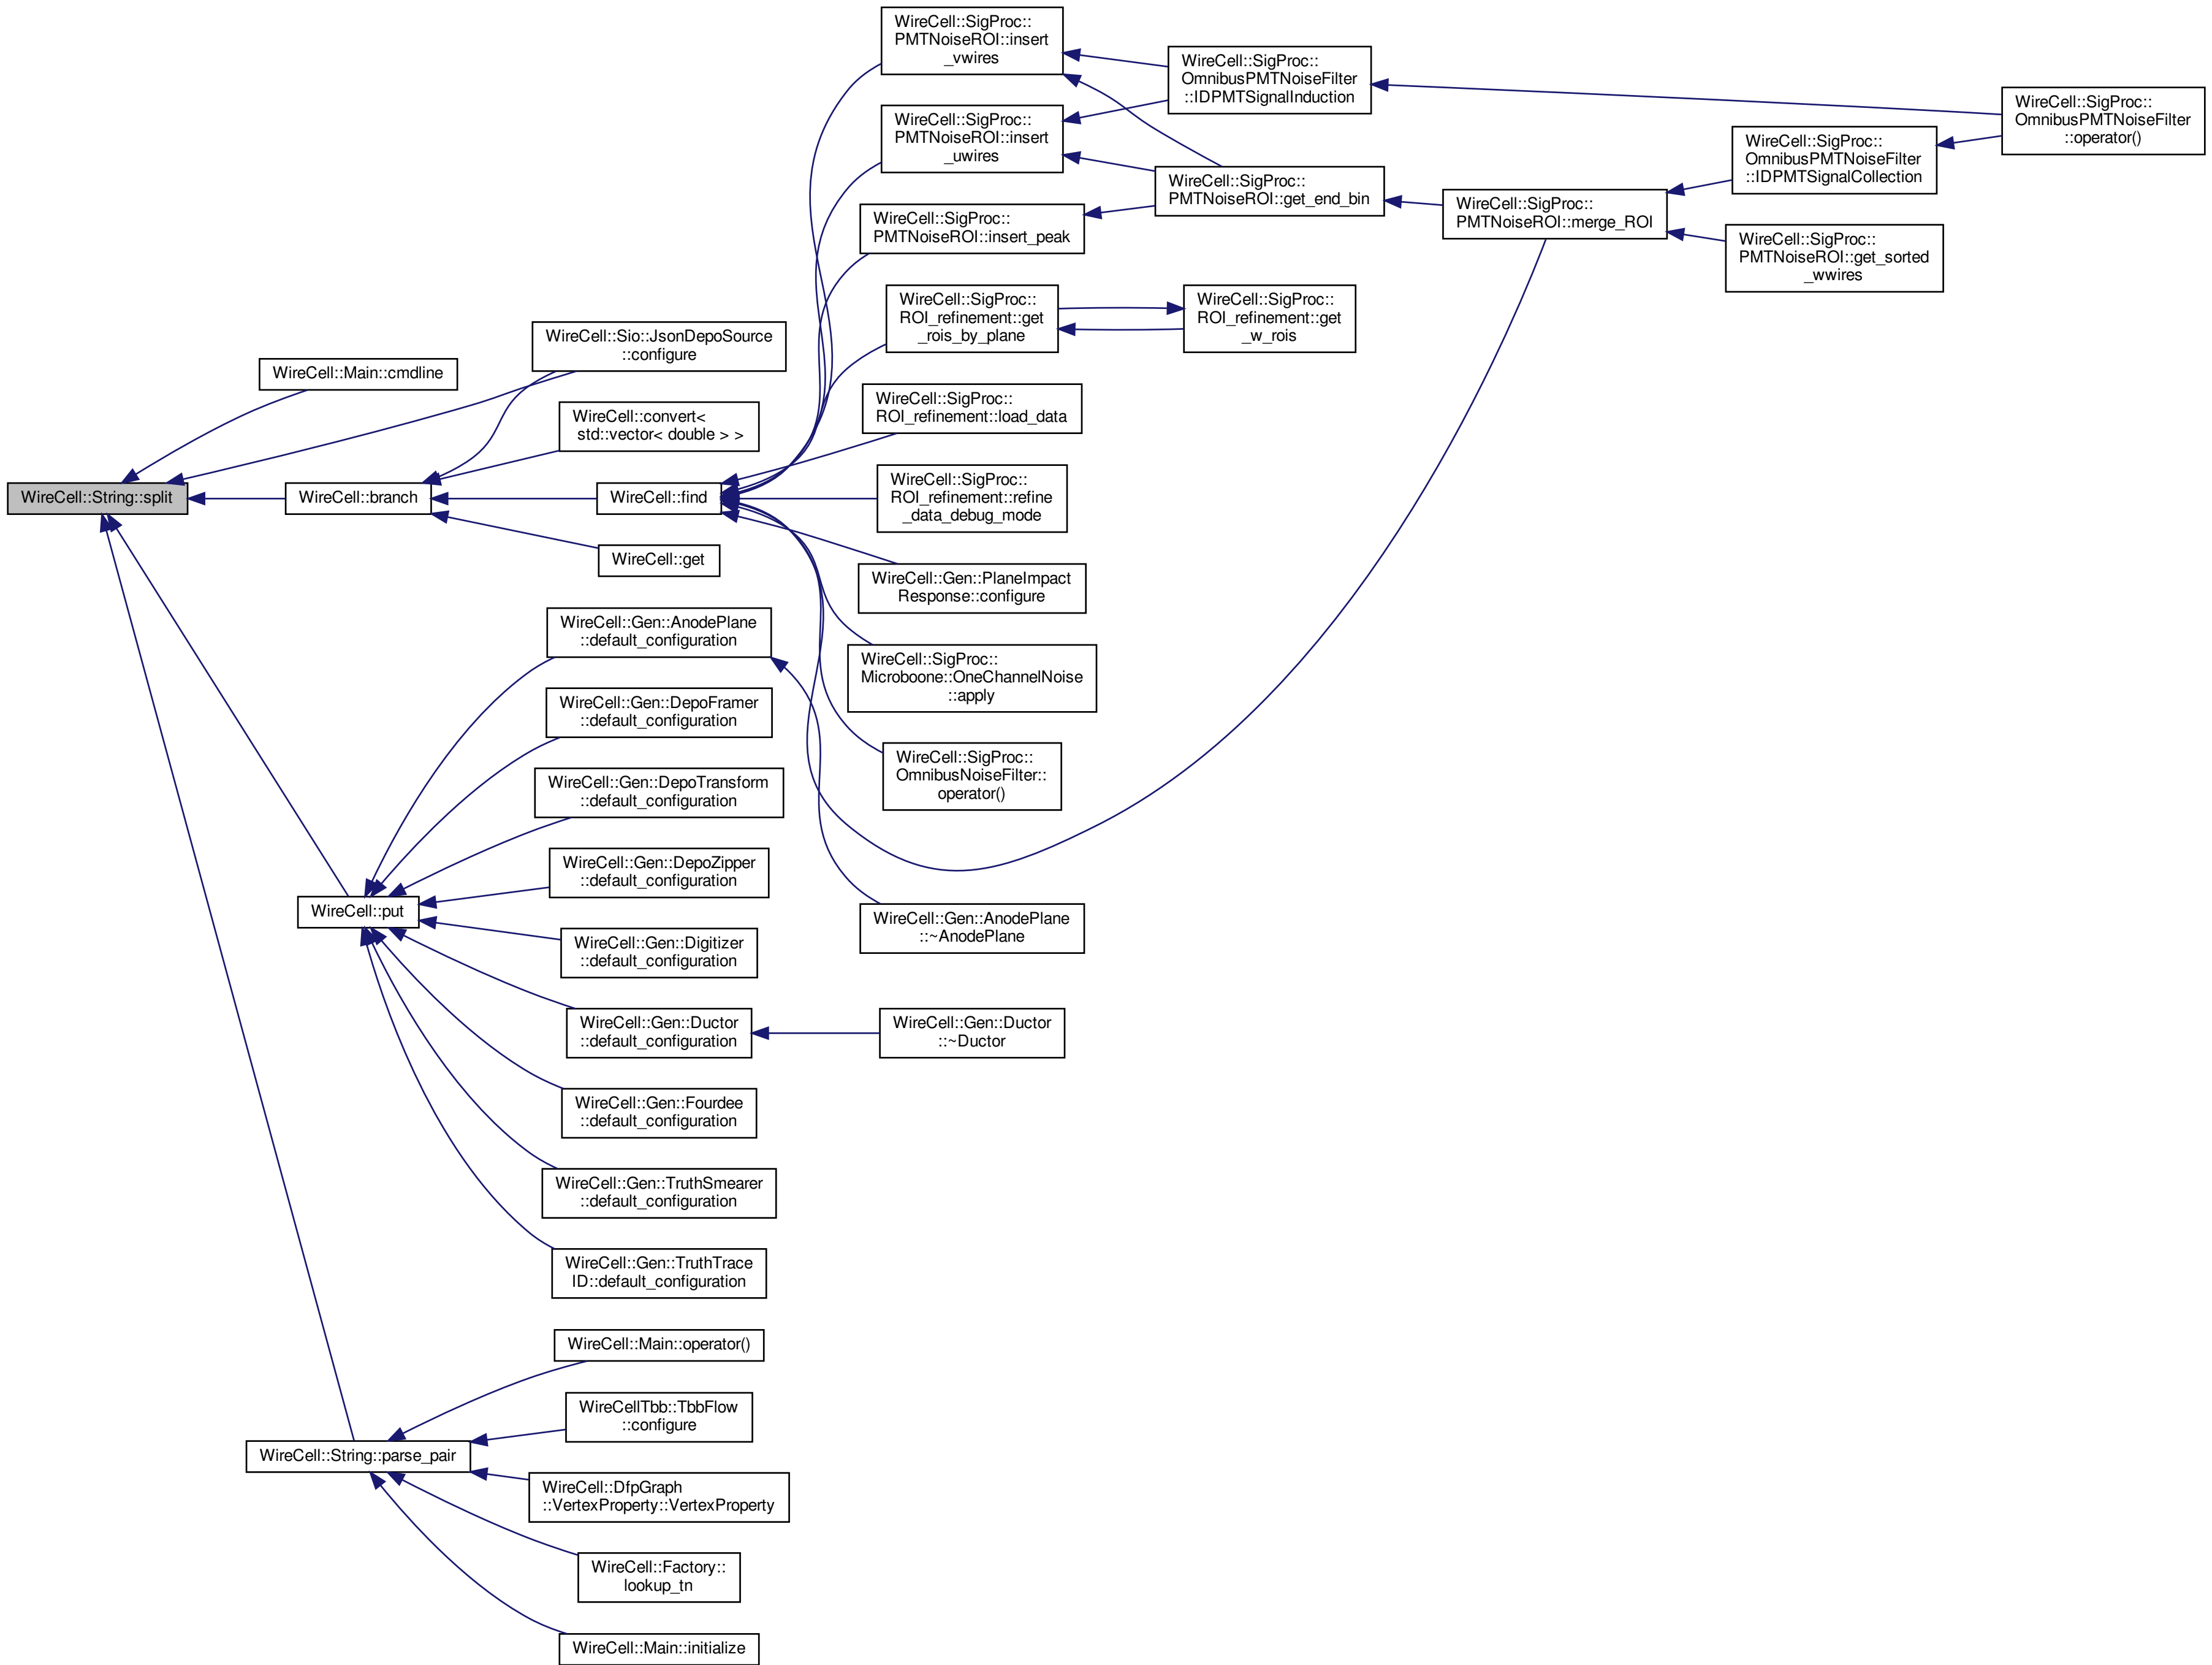 WireCell::SigProc::
PMTNoiseROI::insert
_vwires
WireCell::SigProc::
OmnibusPMTNoiseFilter
::IDPMTSignalInduction
WireCell::SigProc::
OmnibusPMTNoiseFilter
::operator()
WireCell::SigProc::
PMTNoiseROI::insert
_uwires
WireCell::SigProc::
OmnibusPMTNoiseFilter
::IDPMTSignalCollection
WireCell::SigProc::
PMTNoiseROI::get_end_bin
WireCell::SigProc::
PMTNoiseROI::merge_ROI
WireCell::SigProc::
PMTNoiseROI::insert_peak
WireCell::SigProc::
PMTNoiseROI::get_sorted
_wwires
WireCell::SigProc::
ROI_refinement::get
_rois_by_plane
WireCell::SigProc::
ROI_refinement::get
_w_rois
WireCell::Sio::JsonDepoSource
::configure
WireCell::Main::cmdline
WireCell::SigProc::
ROI_refinement::load_data
WireCell::convert<
std::vector< double > >
WireCell::String::split
WireCell::branch
WireCell::find
WireCell::SigProc::
ROI_refinement::refine
_data_debug_mode
WireCell::get
WireCell::Gen::PlaneImpact
Response::configure
WireCell::Gen::AnodePlane
::default_configuration
WireCell::SigProc::
Microboone::OneChannelNoise
::apply
WireCell::Gen::DepoFramer
::default_configuration
WireCell::SigProc::
OmnibusNoiseFilter::
operator()
WireCell::Gen::DepoTransform
::default_configuration
WireCell::Gen::DepoZipper
::default_configuration
WireCell::put
WireCell::Gen::AnodePlane
::~AnodePlane
WireCell::Gen::Digitizer
::default_configuration
WireCell::Gen::Ductor
::default_configuration
WireCell::Gen::Ductor
::~Ductor
WireCell::Gen::Fourdee
::default_configuration
WireCell::Gen::TruthSmearer
::default_configuration
WireCell::Gen::TruthTrace
ID::default_configuration
WireCell::Main::operator()
WireCellTbb::TbbFlow
::configure
WireCell::String::parse_pair
WireCell::DfpGraph
::VertexProperty::VertexProperty
WireCell::Factory::
lookup_tn
WireCell::Main::initialize